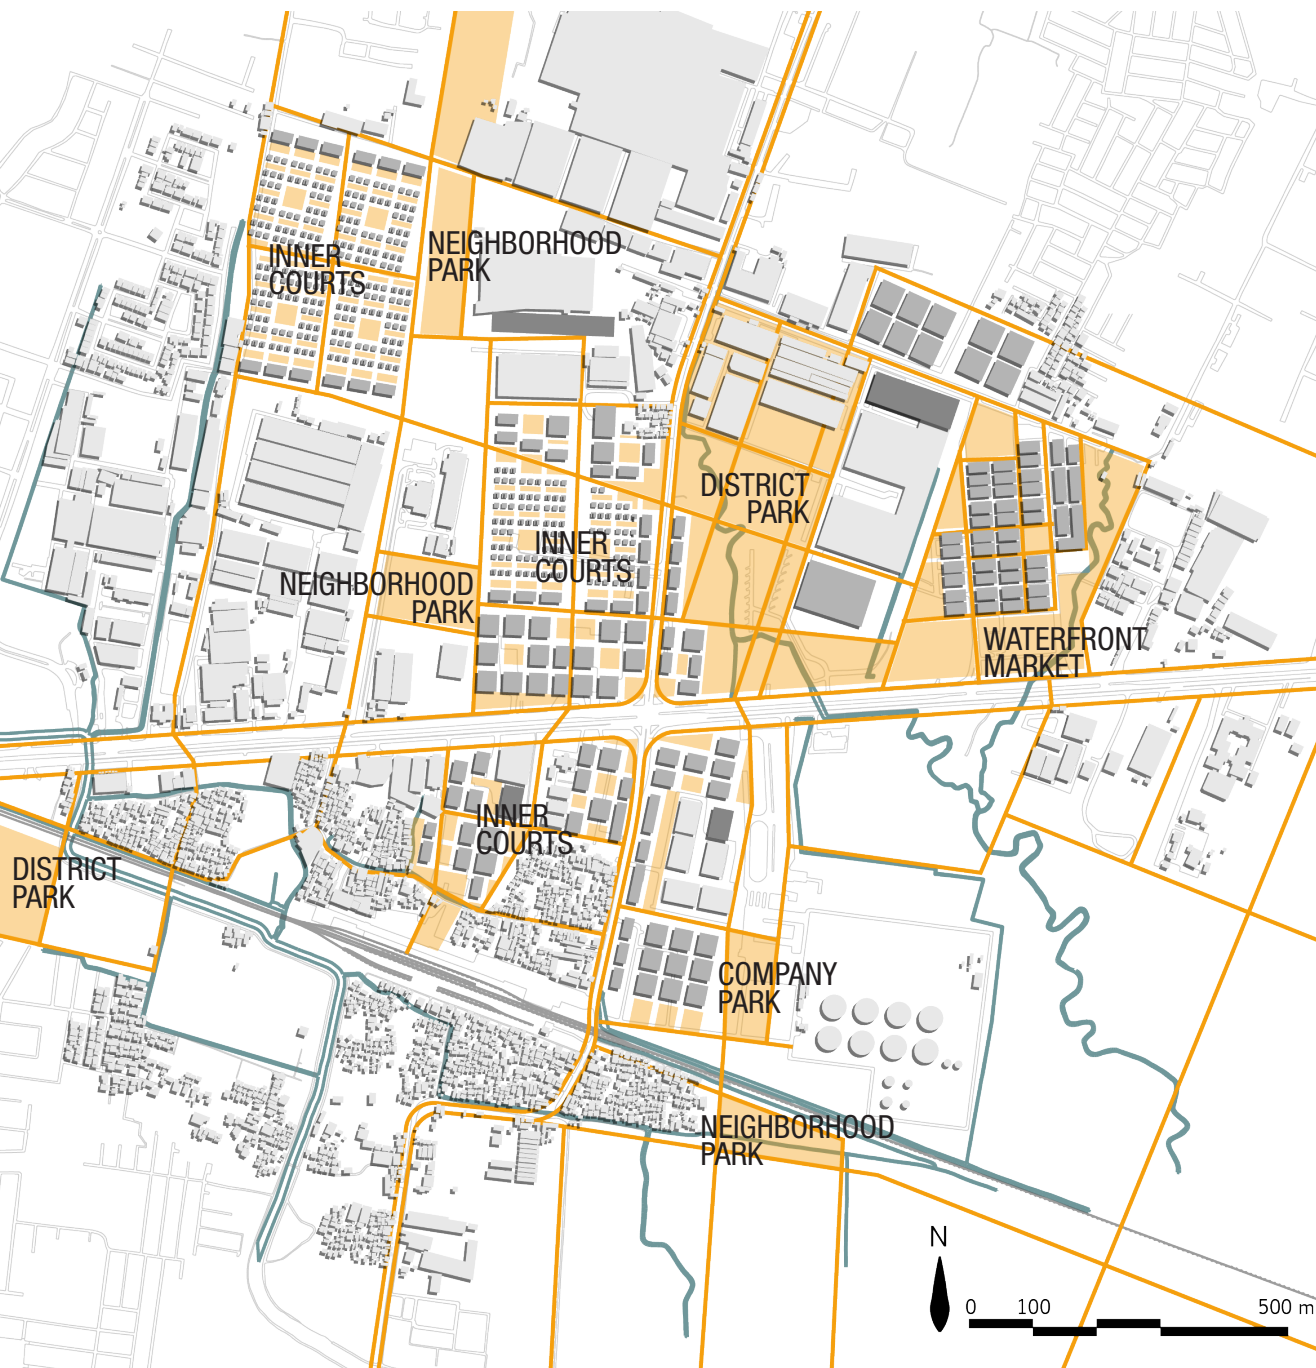 NEIGHBORHOOD
PARK
INNER
COURTS
DISTRICT
PARK
INNER
COURTS
NEIGHBORHOOD
PARK
WATERFRONT
MARKET
INNER
COURTS
DISTRICT
PARK
COMPANY
PARK
NEIGHBORHOOD
PARK
N
0 100 500 m